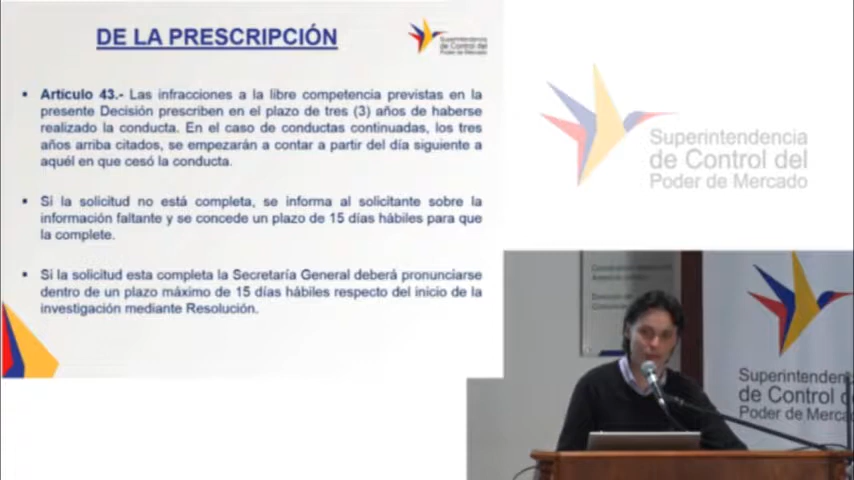 DE LA PRESCRIPCIÓN
Superintendencia
de Control del
Poder de Mercado
▪ Artículo 43.- Las infracciones a la libre competencia previstas en la
presente Decisión prescriben en el plazo de tres (3) años de haberse
realizado la conducta. En el caso de conductas continuadas, los tres
años arriba citados, se empezarán a contar a partir del día siguiente a
aquél en que cesó la conducta.
▪ Si la solicitud no está completa, se informa al solicitante sobre la
información faltante y se concede un plazo de 15 días hábiles para que
la complete.
▪ Si la solicitud esta completa la Secretaría General deberá pronunciarse
dentro de un plazo máximo de 15 días hábiles respecto del inicio de la
investigación mediante Resolución.
Superintendencia
de Control del
Poder de Mercado
Superintendenc
de Control d
Poder de Merca